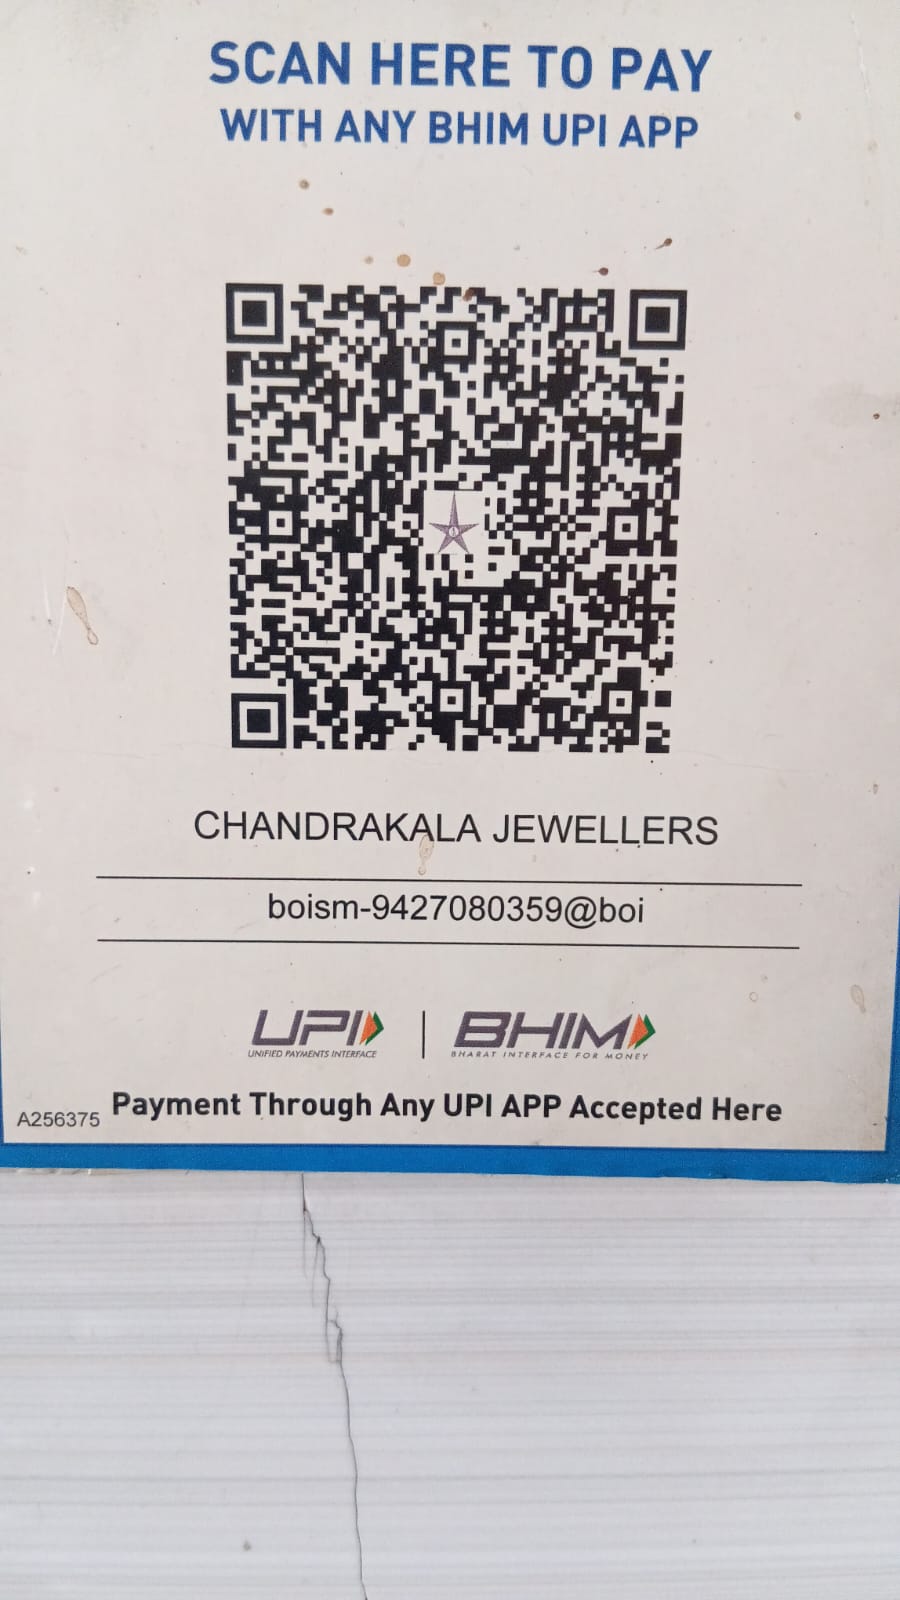 SCAN HERE TO PAY
WITH ANY BHIM UPI APP
CHANDRAKALA JEWELLERS
boism-9427080359@boi
UPI | BHIM
UNIFIED PAYMENTS INTERFACE BHARAT INTERFACE FOR MONEY
A256375 Payment Through Any UPI APP Accepted Here